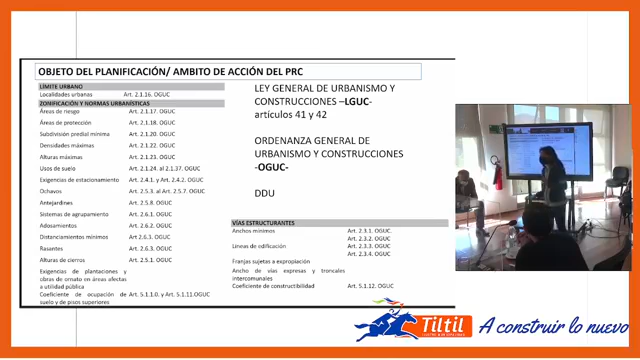 OBJETO DEL PLANIFICACIÓN/ AMBITO DE ACCIÓN DEL PRC
LÍMITE URBANO
Localidades urbanas Art. 2.1.16. OGUC
ZONIFICACIÓN Y NORMAS URBANÍSTICAS
Áreas de riesgo Art. 2.1.17. OGUC
Áreas de protección Art. 2.1.18. OGUC
Subdivisión predial mínima Art. 2.1.20. OGUC
Densidades máximas Art. 2.1.22. OGUC
Alturas máximas Art. 2.1.23. OGUC
Usos de suelo Art. 2.1.24. al 2.1.37. OGUC
Exigencias de estacionamiento Art. 2.4.1. y Art. 2.4.2. OGUC
Ochavos Art. 2.5.3. al Art. 2.5.7. OGUC
Antejardines Art. 2.5.8. OGUC
Sistemas de agrupamiento Art. 2.6.1. OGUC
Adosamientos Art. 2.6.2. OGUC
Distanciamientos mínimos Art. 2.6.3. OGUC
Rasantes Art. 2.6.3. OGUC
Alturas de cierros Art. 2.5.1. OGUC
Exigencias de plantaciones y
obras de ornato en áreas afectas
a utilidad pública
Coeficiente de ocupación de Art. 5.1.1.0. y Art. 5.1.11.OGUC
suelo y de pisos superiores
LEY GENERAL DE URBANISMO Y
CONSTRUCCIONES –LGUC-
artículos 41 y 42
ORDENANZA GENERAL DE
URBANISMO Y CONSTRUCCIONES
-OGUC-
DDU
VÍAS ESTRUCTURANTES
Anchos mínimos Art. 2.3.1. OGUC
Art. 2.3.2. OGUC
Lineas de edificación Art. 2.3.3. OGUC
Art. 2.3.4. OGUC
Franjas sujetas a expropiación
Ancho de vías expresas y troncales
intercomunales
Coeficiente de constructibilidad Art. 5.1.12. OGUC
Tiltil
A construir lo nuevo